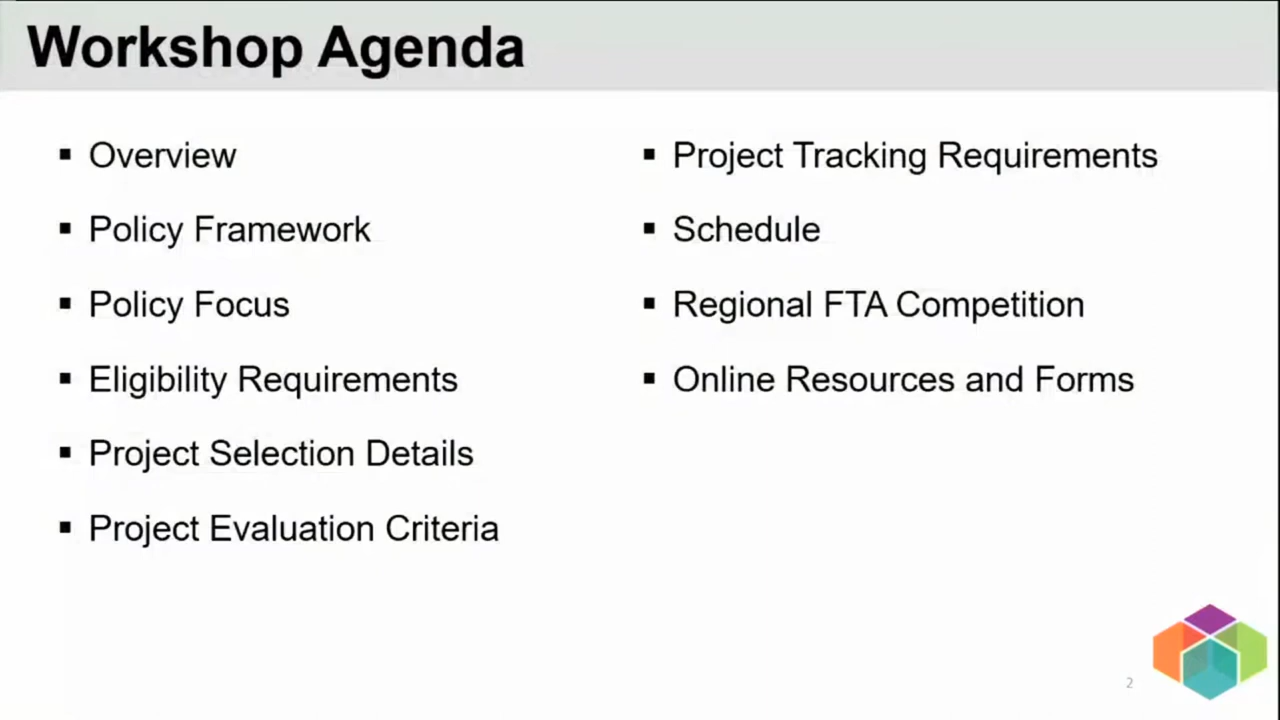 Workshop Agenda
▪ Overview
▪ Policy Framework
▪ Policy Focus
▪ Eligibility Requirements
▪ Project Selection Details
▪ Project Evaluation Criteria
▪ Project Tracking Requirements
▪ Schedule
▪ Regional FTA Competition
▪ Online Resources and Forms
2